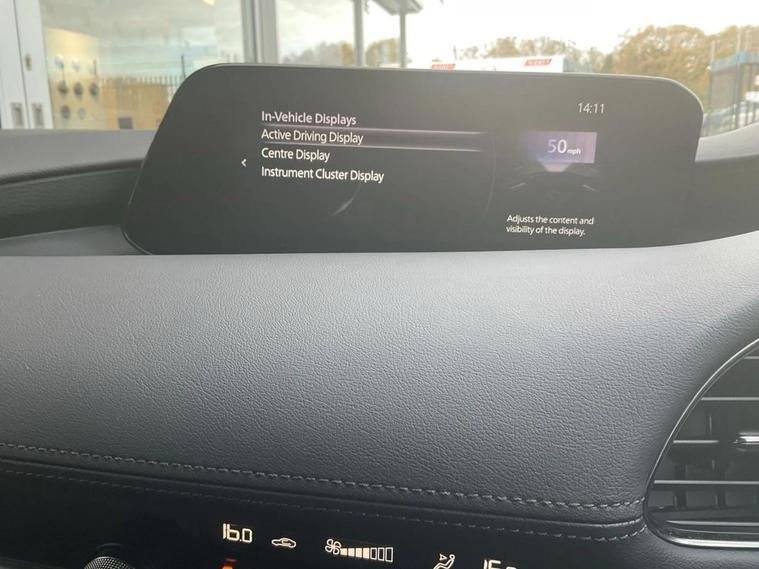 14:11
In-Vehicle Displays
Active Driving Display
Centre Display
Instrument Cluster Display
50 mph
Adjusts the content and
visibility of the display.
16.0